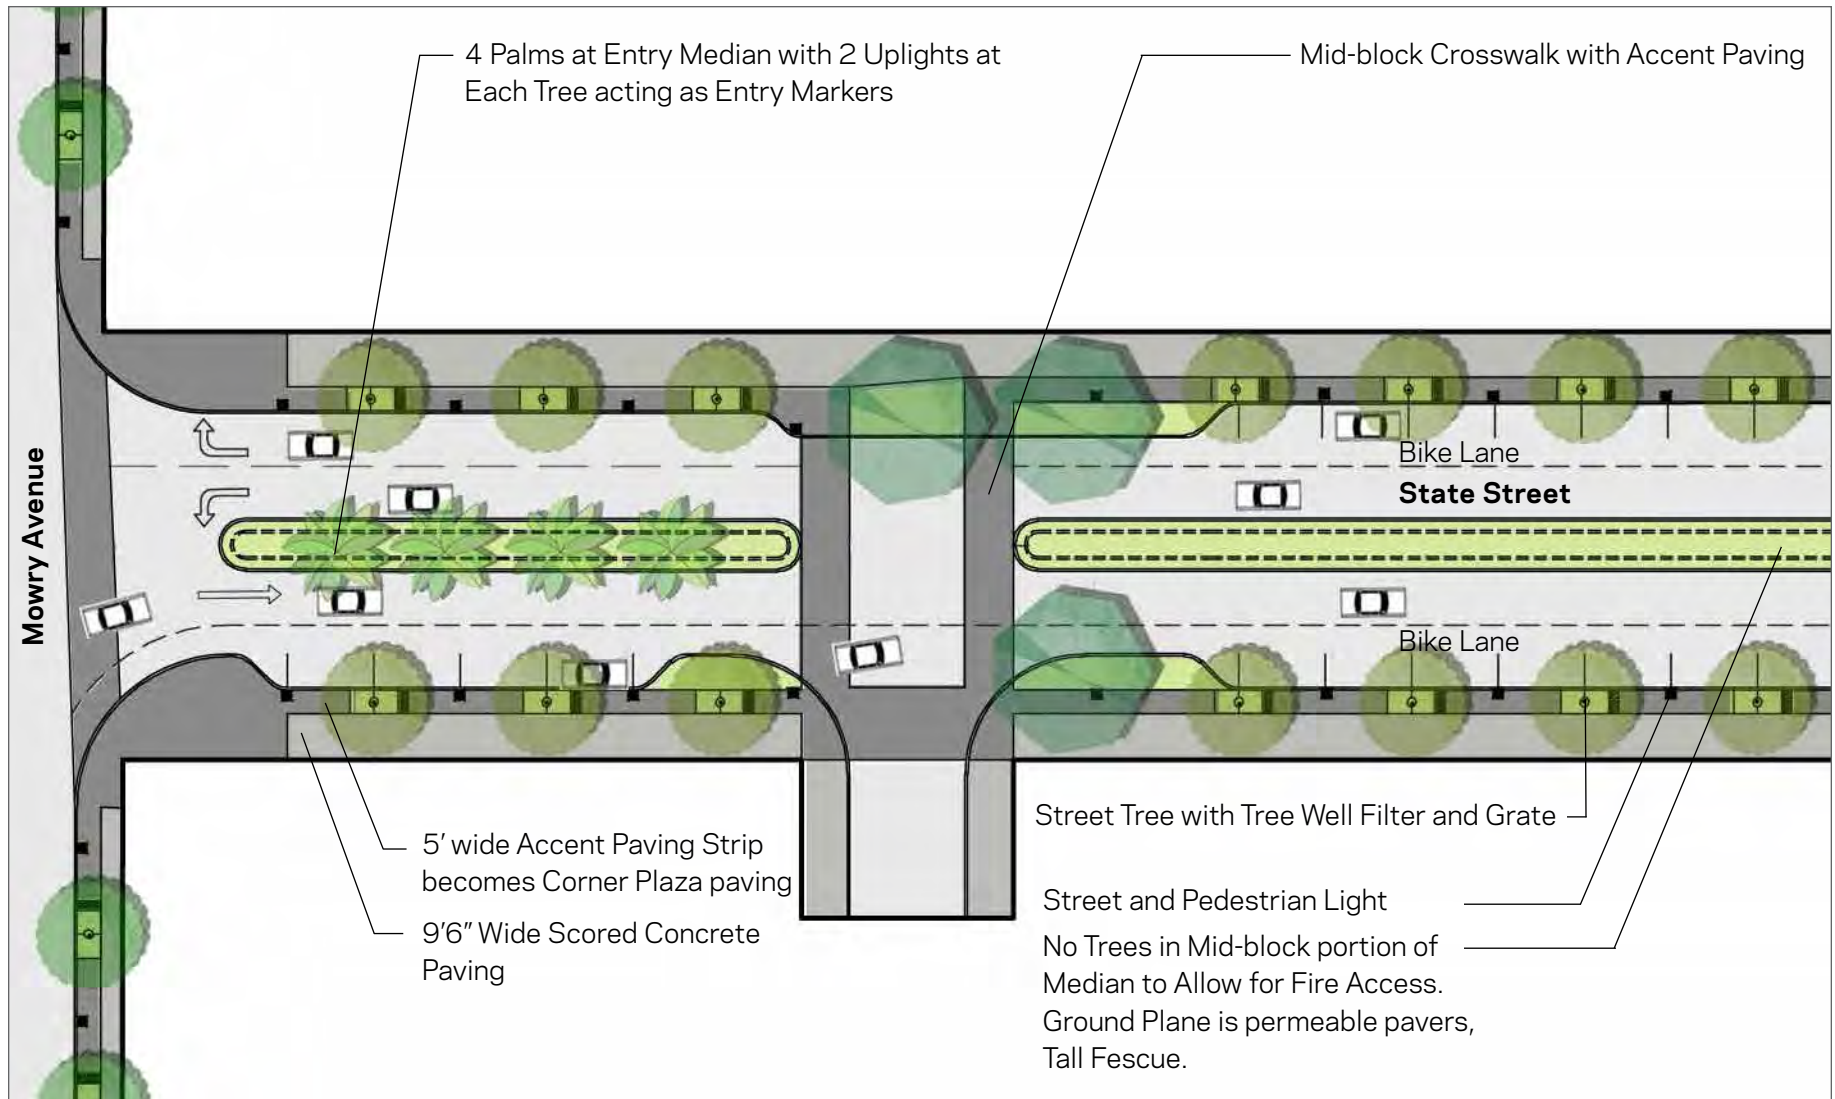 4 Palms at Entry Median with 2 Uplights at
Each Tree acting as Entry Markers
Mid-block Crosswalk with Accent Paving
Mowry Avenue
Bike Lane
State Street
Bike Lane
5' wide Accent Paving Strip
becomes Corner Plaza paving
9'6" Wide Scored Concrete
Paving
Street Tree with Tree Well Filter and Grate
Street and Pedestrian Light
No Trees in Mid-block portion of
Median to Allow for Fire Access.
Ground Plane is permeable pavers,
Tall Fescue.